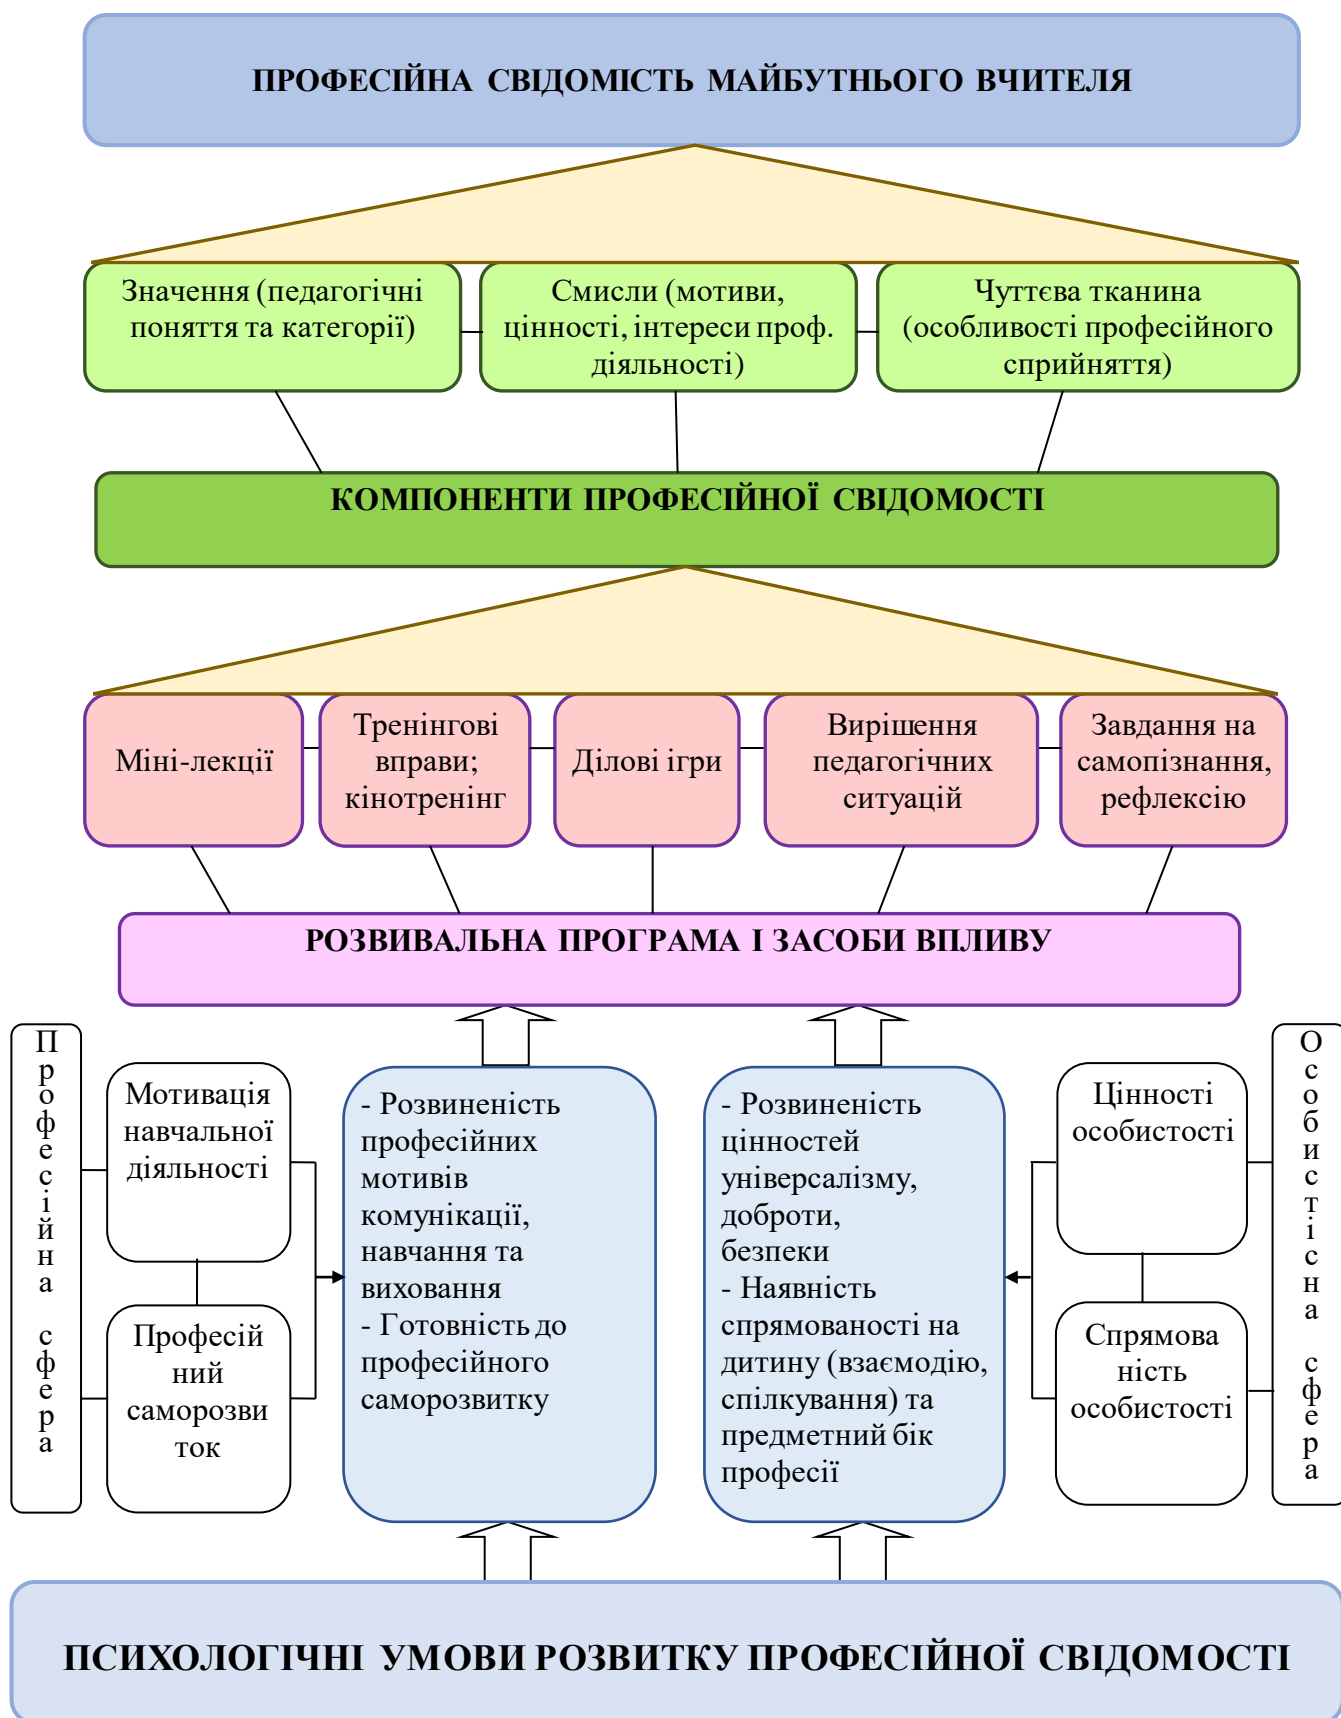 ПРОФЕСІЙНА СВІДОМІСТЬ МАЙБУТНЬОГО ВЧИТЕЛЯ
Значення (педагогічні
поняття та категорії)
Смисли (мотиви,
цінності, інтереси проф.
діяльності)
Чуттєва тканина
(особливості професійного
сприйняття)
КОМПОНЕНТИ ПРОФЕСІЙНОЇ СВІДОМОСТІ
Міні-лекції
Тренінгові
вправи;
кінотренінг
Ділові ігри
Вирішення
педагогічних
ситуацій
Завдання на
самопізнання,
рефлексію
РОЗВИВАЛЬНА ПРОГРАМА І ЗАСОБИ ВПЛИВУ
Професійна сфера
Мотивація
навчальної
діяльності
Професій
ний
саморозви
ток
- Розвиненість
професійних
мотивів
комунікації,
навчання та
виховання
- Готовність до
професійного
саморозвитку
- Розвиненість
цінностей
універсалізму,
доброти,
безпеки
- Наявність
спрямованості на
дитину (взаємодію,
спілкування) та
предметний бік
професії
Цінності
особистості
Спрямова
ність
особистості
Особистісна сфера
ПСИХОЛОГІЧНІ УМОВИ РОЗВИТКУ ПРОФЕСІЙНОЇ СВІДОМОСТІ